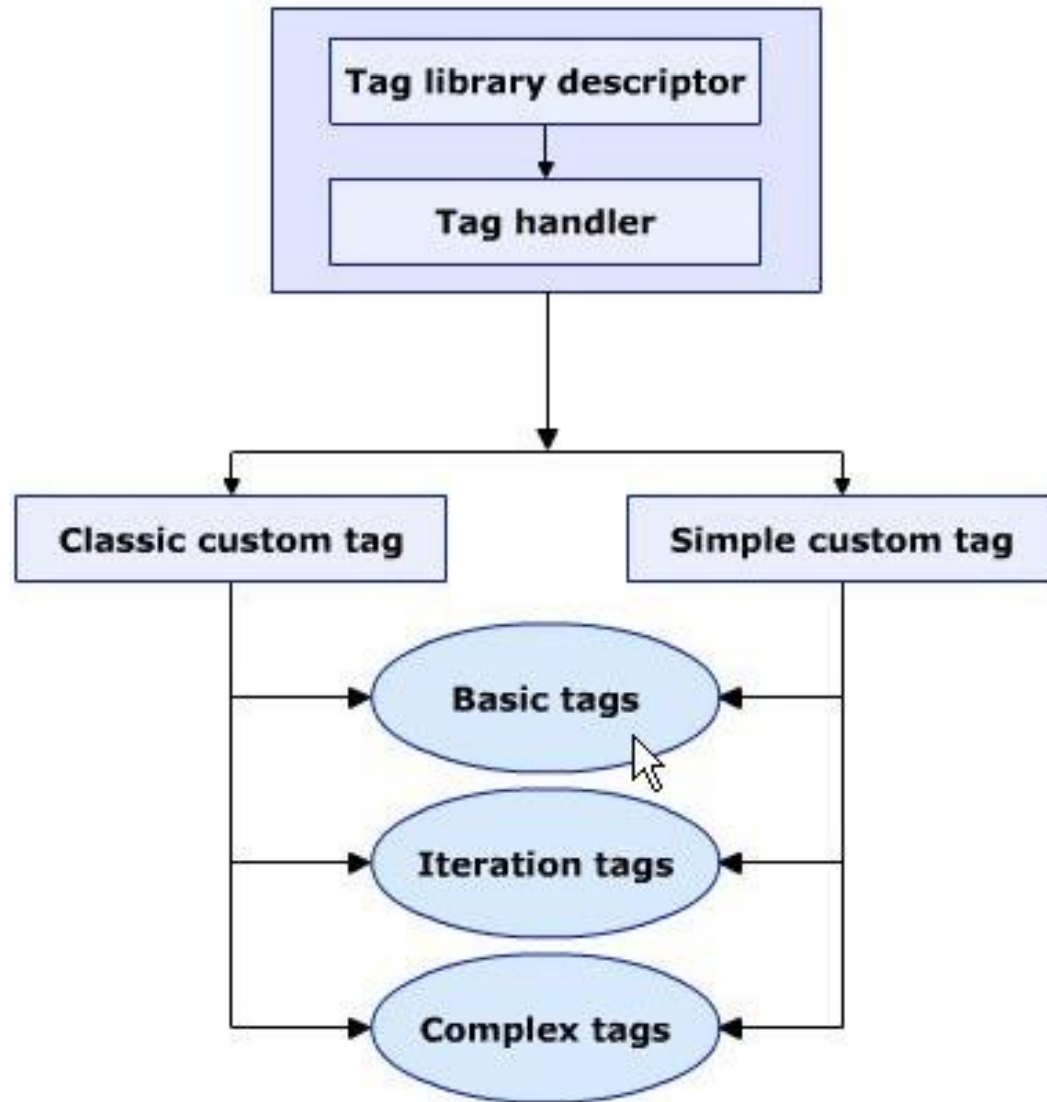 Tag library descriptor
Tag handler
Classic custom tag
Simple custom tag
Basic tags
Iteration tags
Complex tags